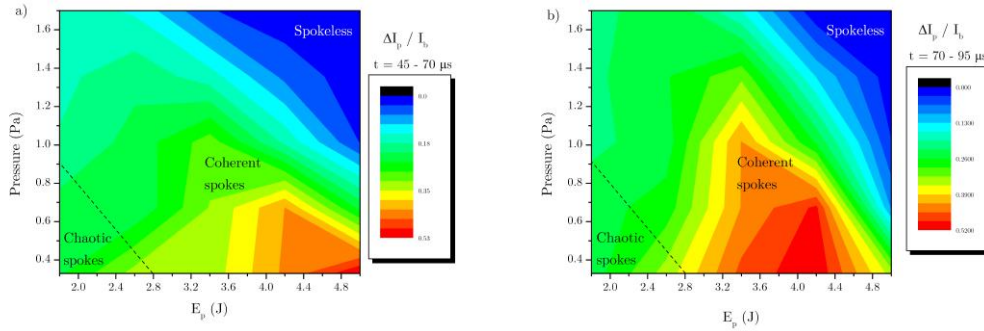 a)
Spokeless
Coherent
spokes
Chaotic
spokes
Pressure (Pa)
1.6
1.4
1.2
1.0
0.8
0.6
0.4
2.0
2.4
2.8
3.2
3.6
4.0
4.4
4.8
E_p (J)
ΔI_p / I_b
t = 45 - 70 µs
0.0
0.18
0.35
0.53
b)
Spokeless
Coherent
spokes
Chaotic
spokes
Pressure (Pa)
1.6
1.4
1.2
1.0
0.8
0.6
0.4
2.0
2.4
2.8
3.2
3.6
4.0
4.4
4.8
E_p (J)
ΔI_p / I_b
t = 70 - 95 µs
0.000
0.1300
0.2600
0.3900
0.5200